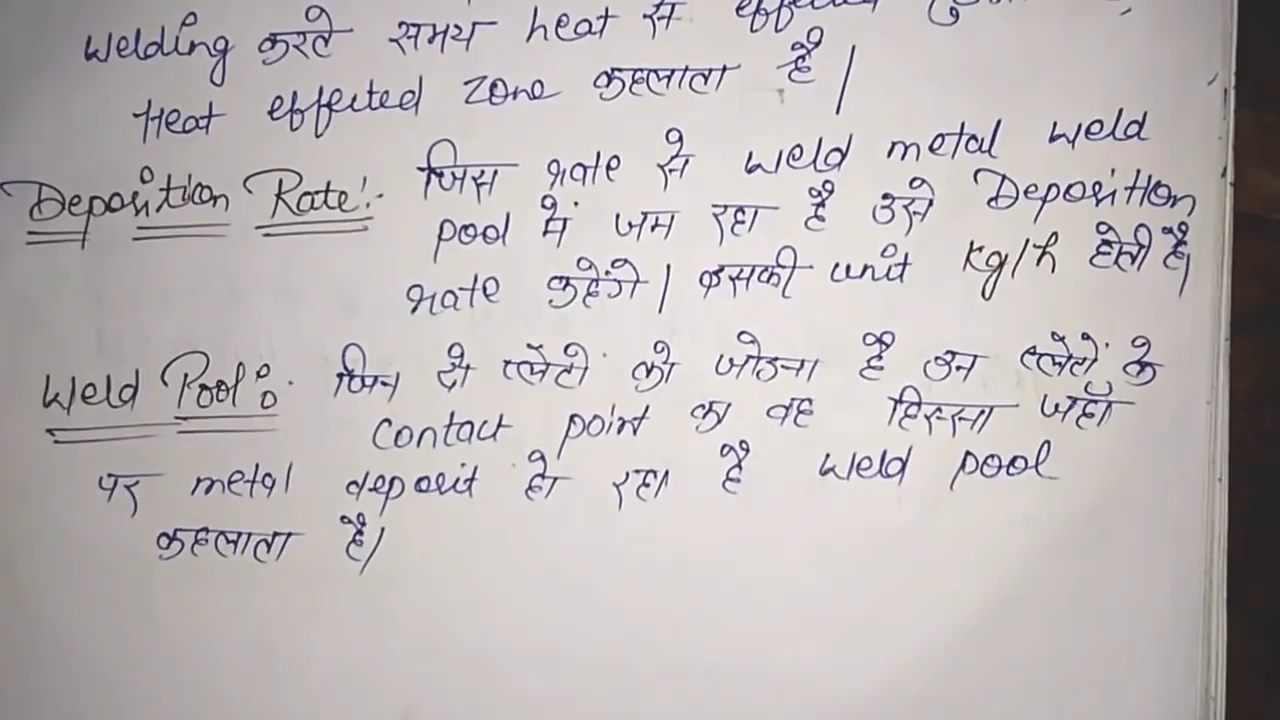 welding करते समय heat से effected
Heat effected zone कहलाता है।
Deposition Rate:- जिस rate से weld metal weld
pool में जम रहा है उसे Deposition
rate कहेंगे। इसकी unit kg/h होती है।
Weld Pool:- जिन दो प्लेटों को जोडना है उन प्लेटों के
contact point का वह हिस्सा जहाँ
पर metal deposit हो रहा है weld pool
कहलाता है।